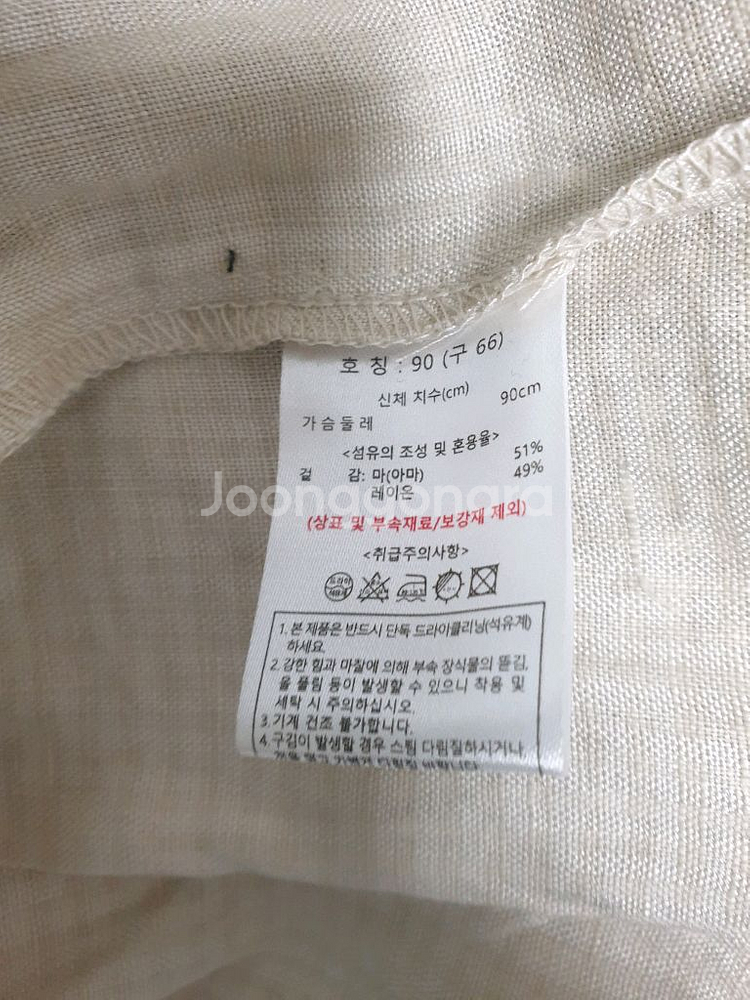 호 칭 : 90 (구 66)
신체 치수(cm) 90cm
가 슴 둘 레
<섬유의 조성 및 혼용율>
겉 감: 마(아마) 51%
레이온 49%
Joonggonara
(상표 및 부속재료/보강재 제외)
<취급주의사항>
드라이
석유계
1. 본 제품은 반드시 단독 드라이클리닝(석유계)
하세요.
2. 강한 힘과 마찰에 의해 부속 장식물의 뜯김,
올 풀림 등이 발생할 수 있으니 착용 및
세탁 시 주의하십시오.
3. 기계 건조 불가합니다.
4. 구김이 발생할 경우 스팀 다림질하시거나